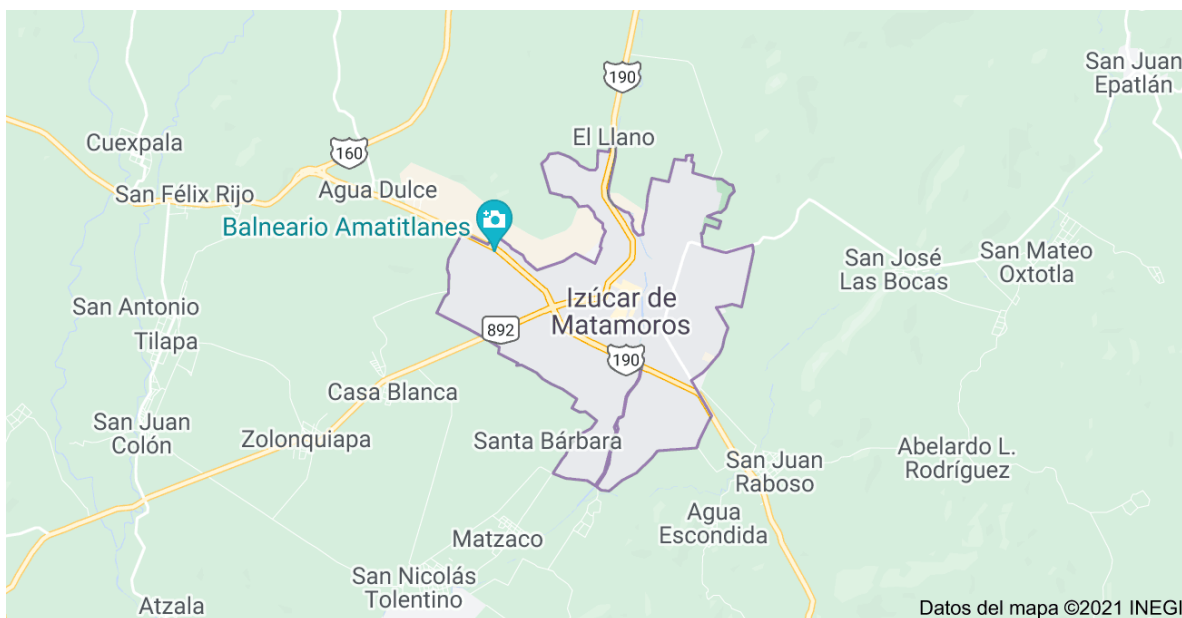 San Juan
Epatlán
190
El Llano
Cuexpala
160
Agua Dulce
San Félix Rijo
Balneario Amatitlanes
San José
Las Bocas
San Mateo
Oxtotla
San Antonio
Tilapa
Izúcar de
Matamoros
892
190
Casa Blanca
San Juan
Colón
Zolonquiapa
Santa Bárbara
San Juan
Raboso
Abelardo L.
Rodríguez
Agua
Escondida
Matzaco
San Nicolás
Tolentino
Atzala
Datos del mapa ©2021 INEGI